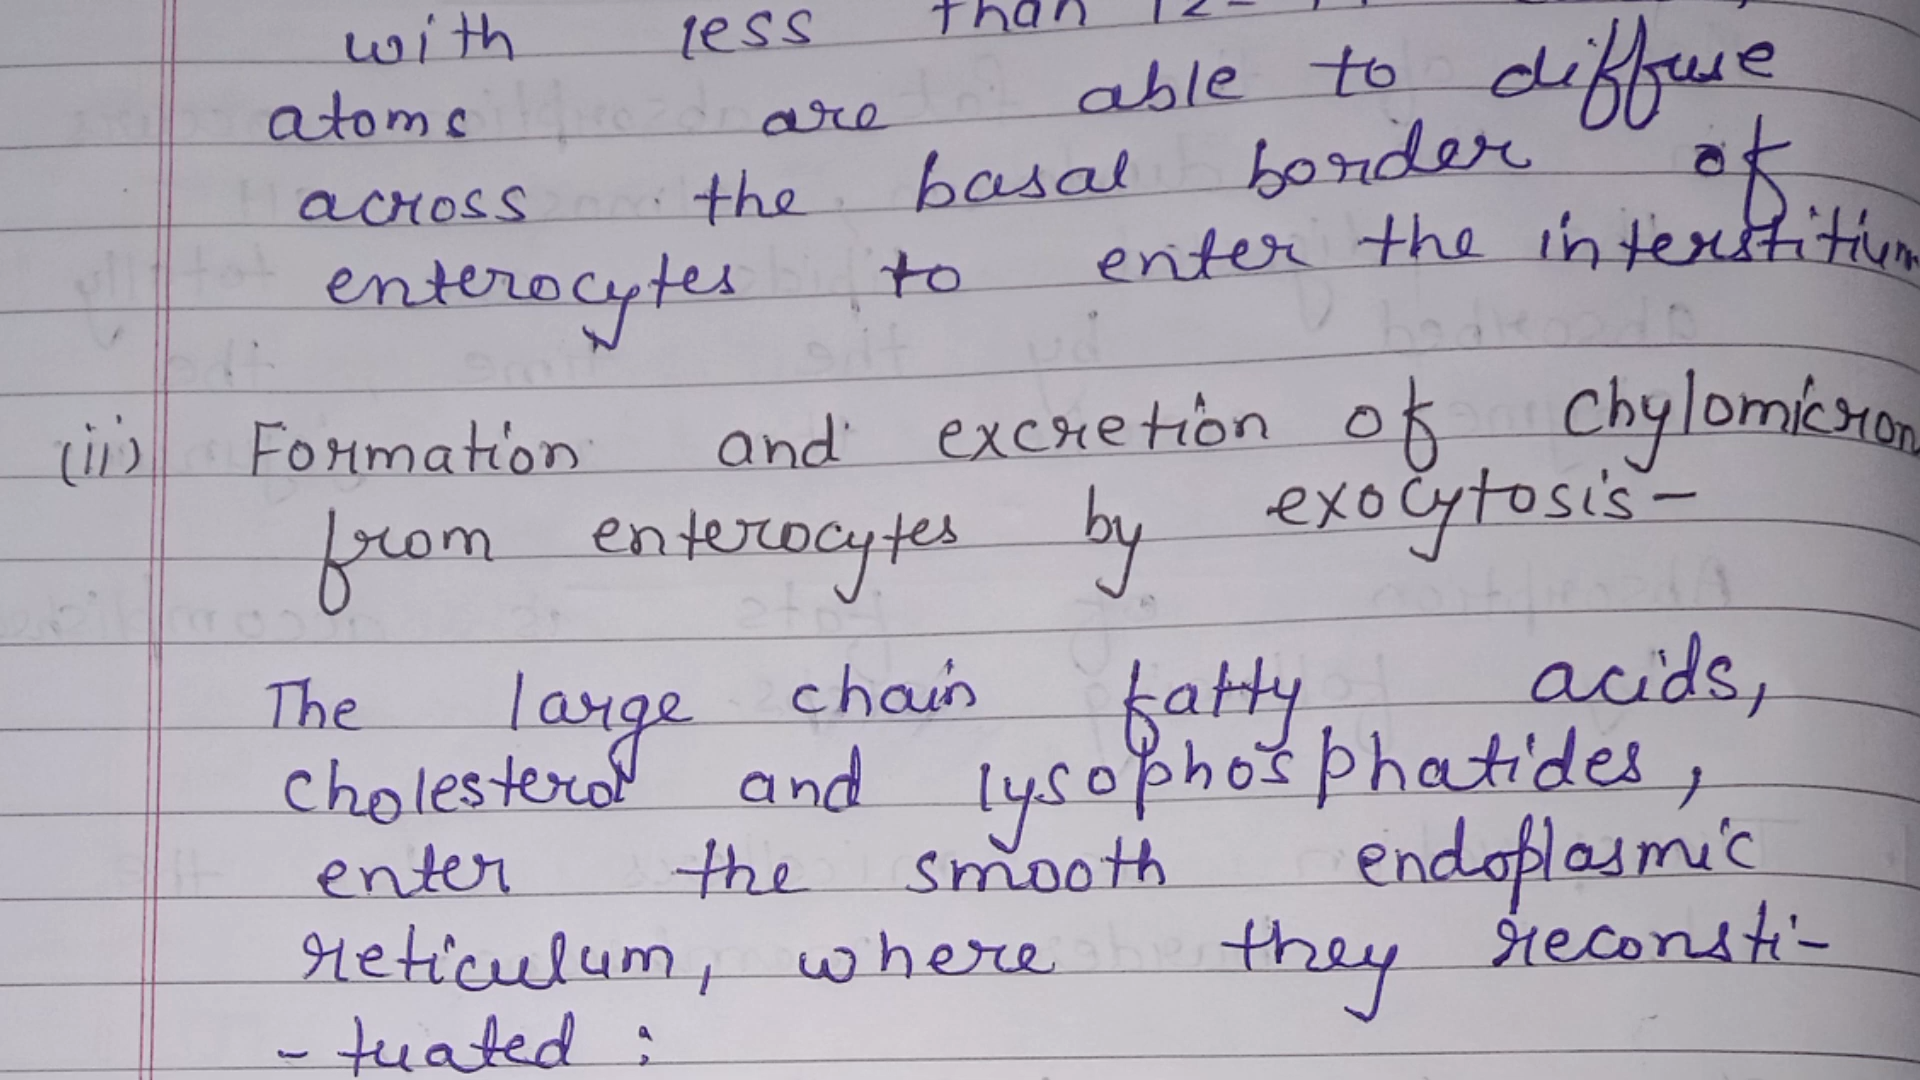 with less than 12-
atoms are able to diffuse
across the basal border of
enterocytes to enter the interstitium
(ii) Formation and excretion of chylomicron
from enterocytes by exocytosis-
The large chain fatty acids,
cholesterol and lysophosphatides,
enter the smooth endoplasmic
reticulum, where they reconsti-
- tuated :